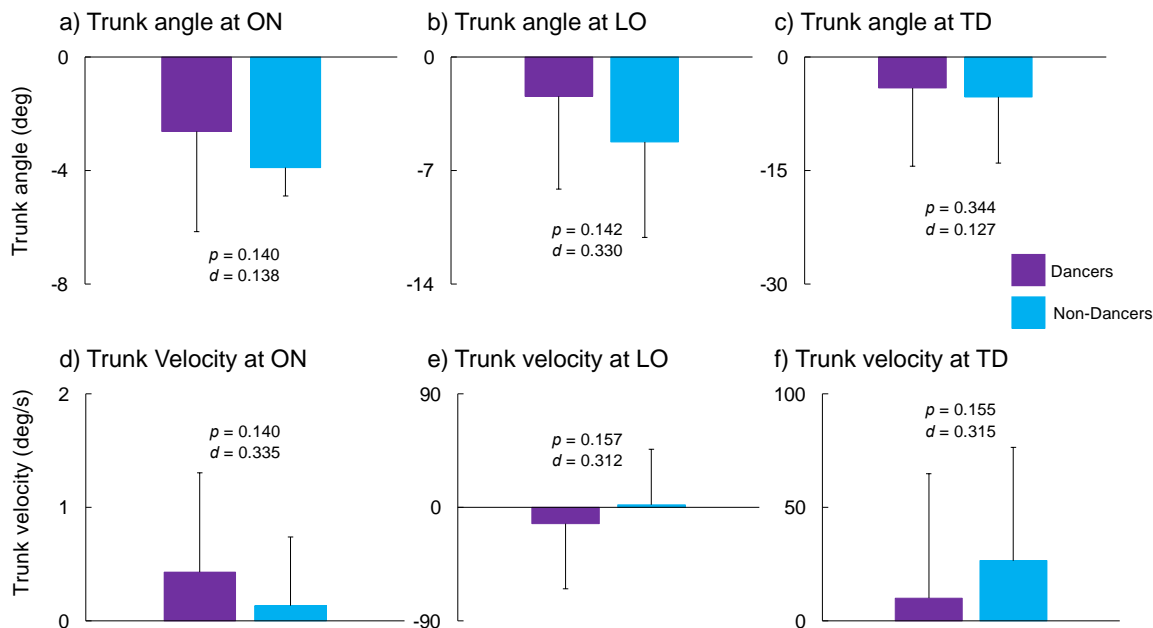 a) Trunk angle at ON
b) Trunk angle at LO
c) Trunk angle at TD
Trunk angle (deg)
0
-4
-8
p = 0.140
d = 0.138
0
-7
-14
p = 0.142
d = 0.330
0
-15
-30
p = 0.344
d = 0.127
Dancers
Non-Dancers
d) Trunk Velocity at ON
e) Trunk velocity at LO
f) Trunk velocity at TD
Trunk velocity (deg/s)
2
1
0
p = 0.140
d = 0.335
90
0
-90
p = 0.157
d = 0.312
100
50
0
p = 0.155
d = 0.315